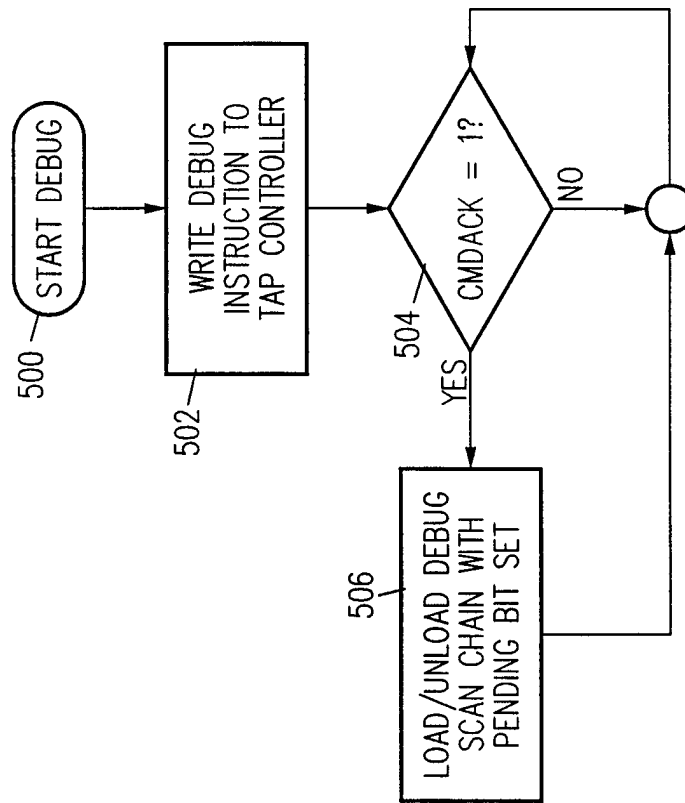 START DEBUG
500
WRITE DEBUG
INSTRUCTION TO
TAP CONTROLLER
502
CMDACK = 1?
504
YES
NO
LOAD/UNLOAD DEBUG
SCAN CHAIN WITH
PENDING BIT SET
506